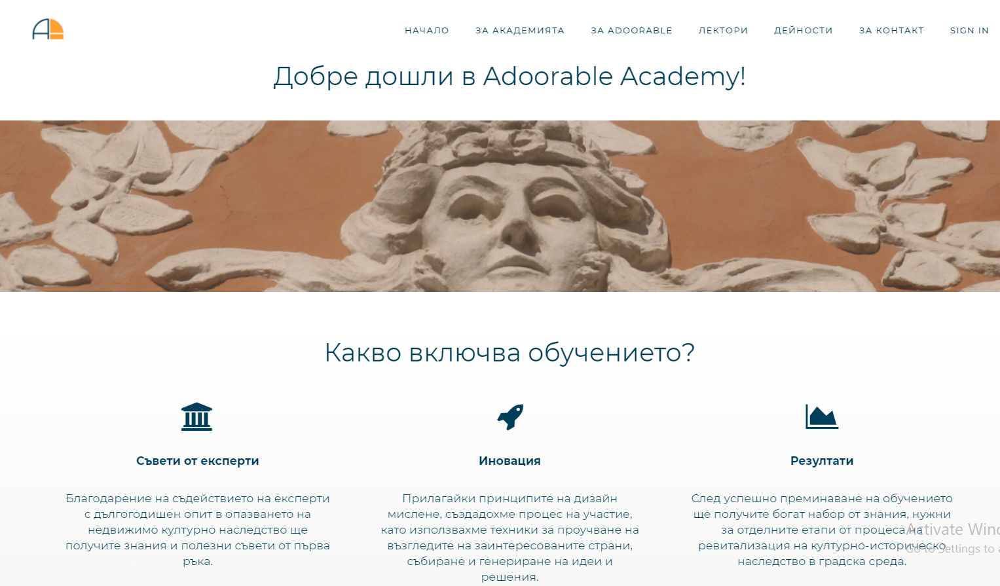 НАЧАЛО ЗА АКАДЕМИЯТА ЗА ADOORABLE ЛЕКТОРИ ДЕЙНОСТИ ЗА КОНТАКТ SIGN IN
Добре дошли в Adoorable Academy!
Какво включва обучението?
Съвети от експерти
Благодарение на съдействието на експерти
с дългогодишен опит в опазването на
недвижимо културно наследство ще
получите знания и полезни съвети от първа
ръка.
Иновация
Прилагайки принципите на дизайн
мислене, създадохме процес на участие,
като използвахме техники за проучване на
възгледите на заинтересованите страни,
събиране и генериране на идеи и
решения.
Резултати
След успешно преминаване на обучението
ще получите богат набор от знания, нужни
за отделните етапи от процеса на
ревитализация на културно-историческо
наследство в градска среда.
Activate Wind
Go to Settings to a